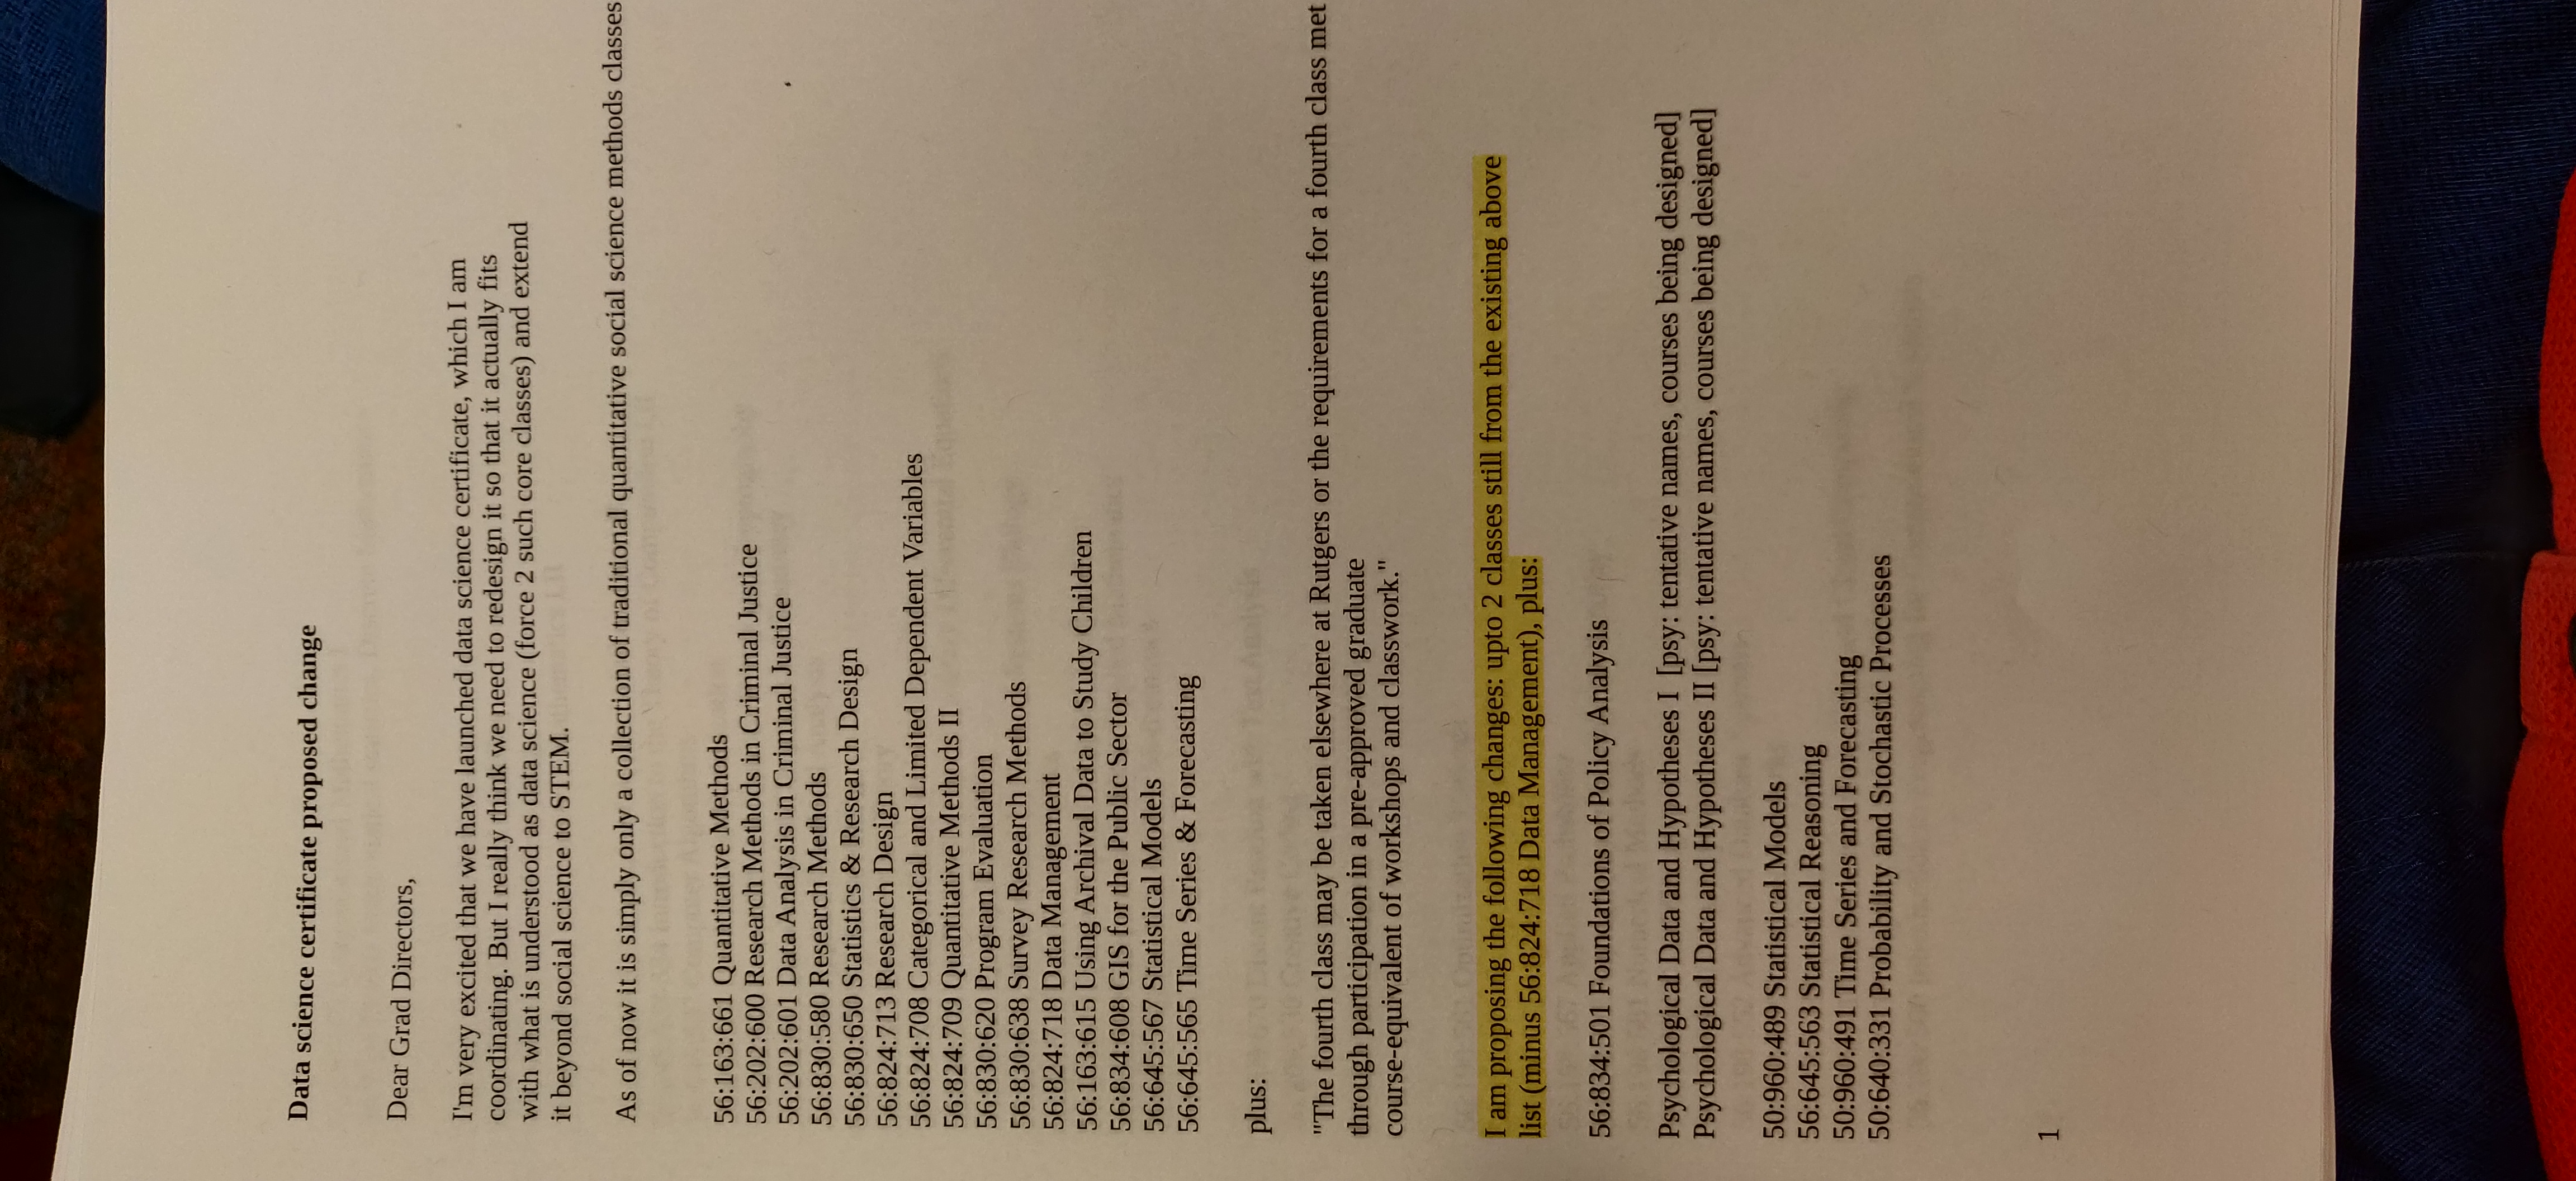 Data science certificate proposed change
Dear Grad Directors,
I'm very excited that we have launched data science certificate, which I am
coordinating. But I really think we need to redesign it so that it actually fits
with what is understood as data science (force 2 such core classes) and extend
it beyond social science to STEM.
As of now it is simply only a collection of traditional quantitative social science methods classes
56:163:661 Quantitative Methods
56:202:600 Research Methods in Criminal Justice
56:202:601 Data Analysis in Criminal Justice
56:830:580 Research Methods
56:830:650 Statistics & Research Design
56:824:713 Research Design
56:824:708 Categorical and Limited Dependent Variables
56:824:709 Quantitative Methods II
56:830:620 Program Evaluation
56:830:638 Survey Research Methods
56:824:718 Data Management
56:163:615 Using Archival Data to Study Children
56:834:608 GIS for the Public Sector
56:645:567 Statistical Models
56:645:565 Time Series & Forecasting
plus:
"The fourth class may be taken elsewhere at Rutgers or the requirements for a fourth class met
through participation in a pre-approved graduate
course-equivalent of workshops and classwork."
I am proposing the following changes: upto 2 classes still from the existing above
list (minus 56:824:718 Data Management), plus:
56:834:501 Foundations of Policy Analysis
Psychological Data and Hypotheses I [psy: tentative names, courses being designed]
Psychological Data and Hypotheses II [psy: tentative names, courses being designed]
50:960:489 Statistical Models
56:645:563 Statistical Reasoning
50:960:491 Time Series and Forecasting
50:640:331 Probability and Stochastic Processes
1